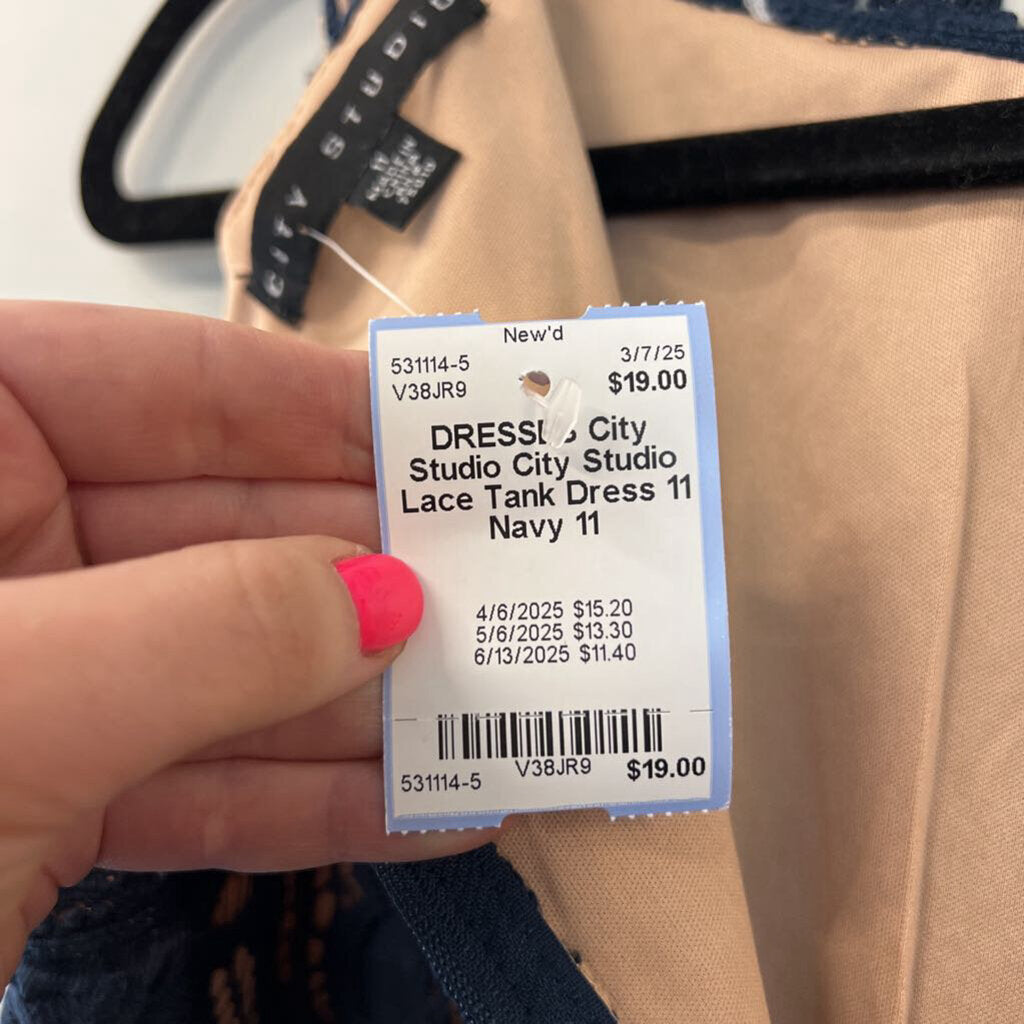 CITY STUDIO
11
New'd
531114-5 3/7/25
V38JR9 $19.00
DRESSES City
Studio City Studio
Lace Tank Dress 11
Navy 11
4/6/2025 $15.20
5/6/2025 $13.30
6/13/2025 $11.40
531114-5 V38JR9 $19.00